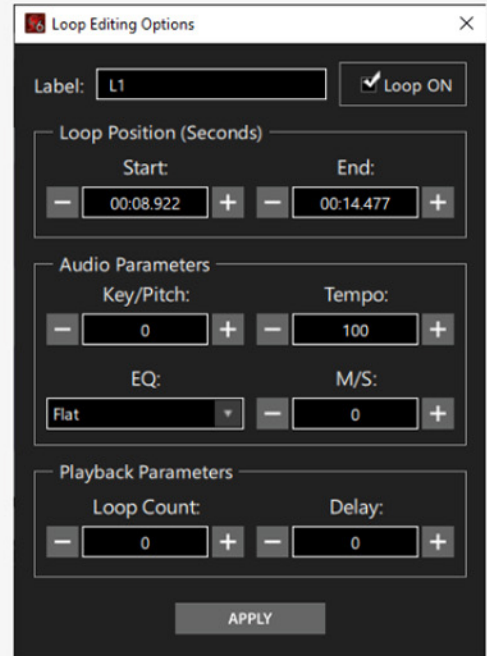 Loop Editing Options
Label: L1 Loop ON
Loop Position (Seconds)
Start: End:
00:08.922 + 00:14.477 +
Audio Parameters
Key/Pitch: Tempo:
0 + 100 +
EQ: M/S:
Flat 0 +
Playback Parameters
Loop Count: Delay:
0 + 0 +
APPLY